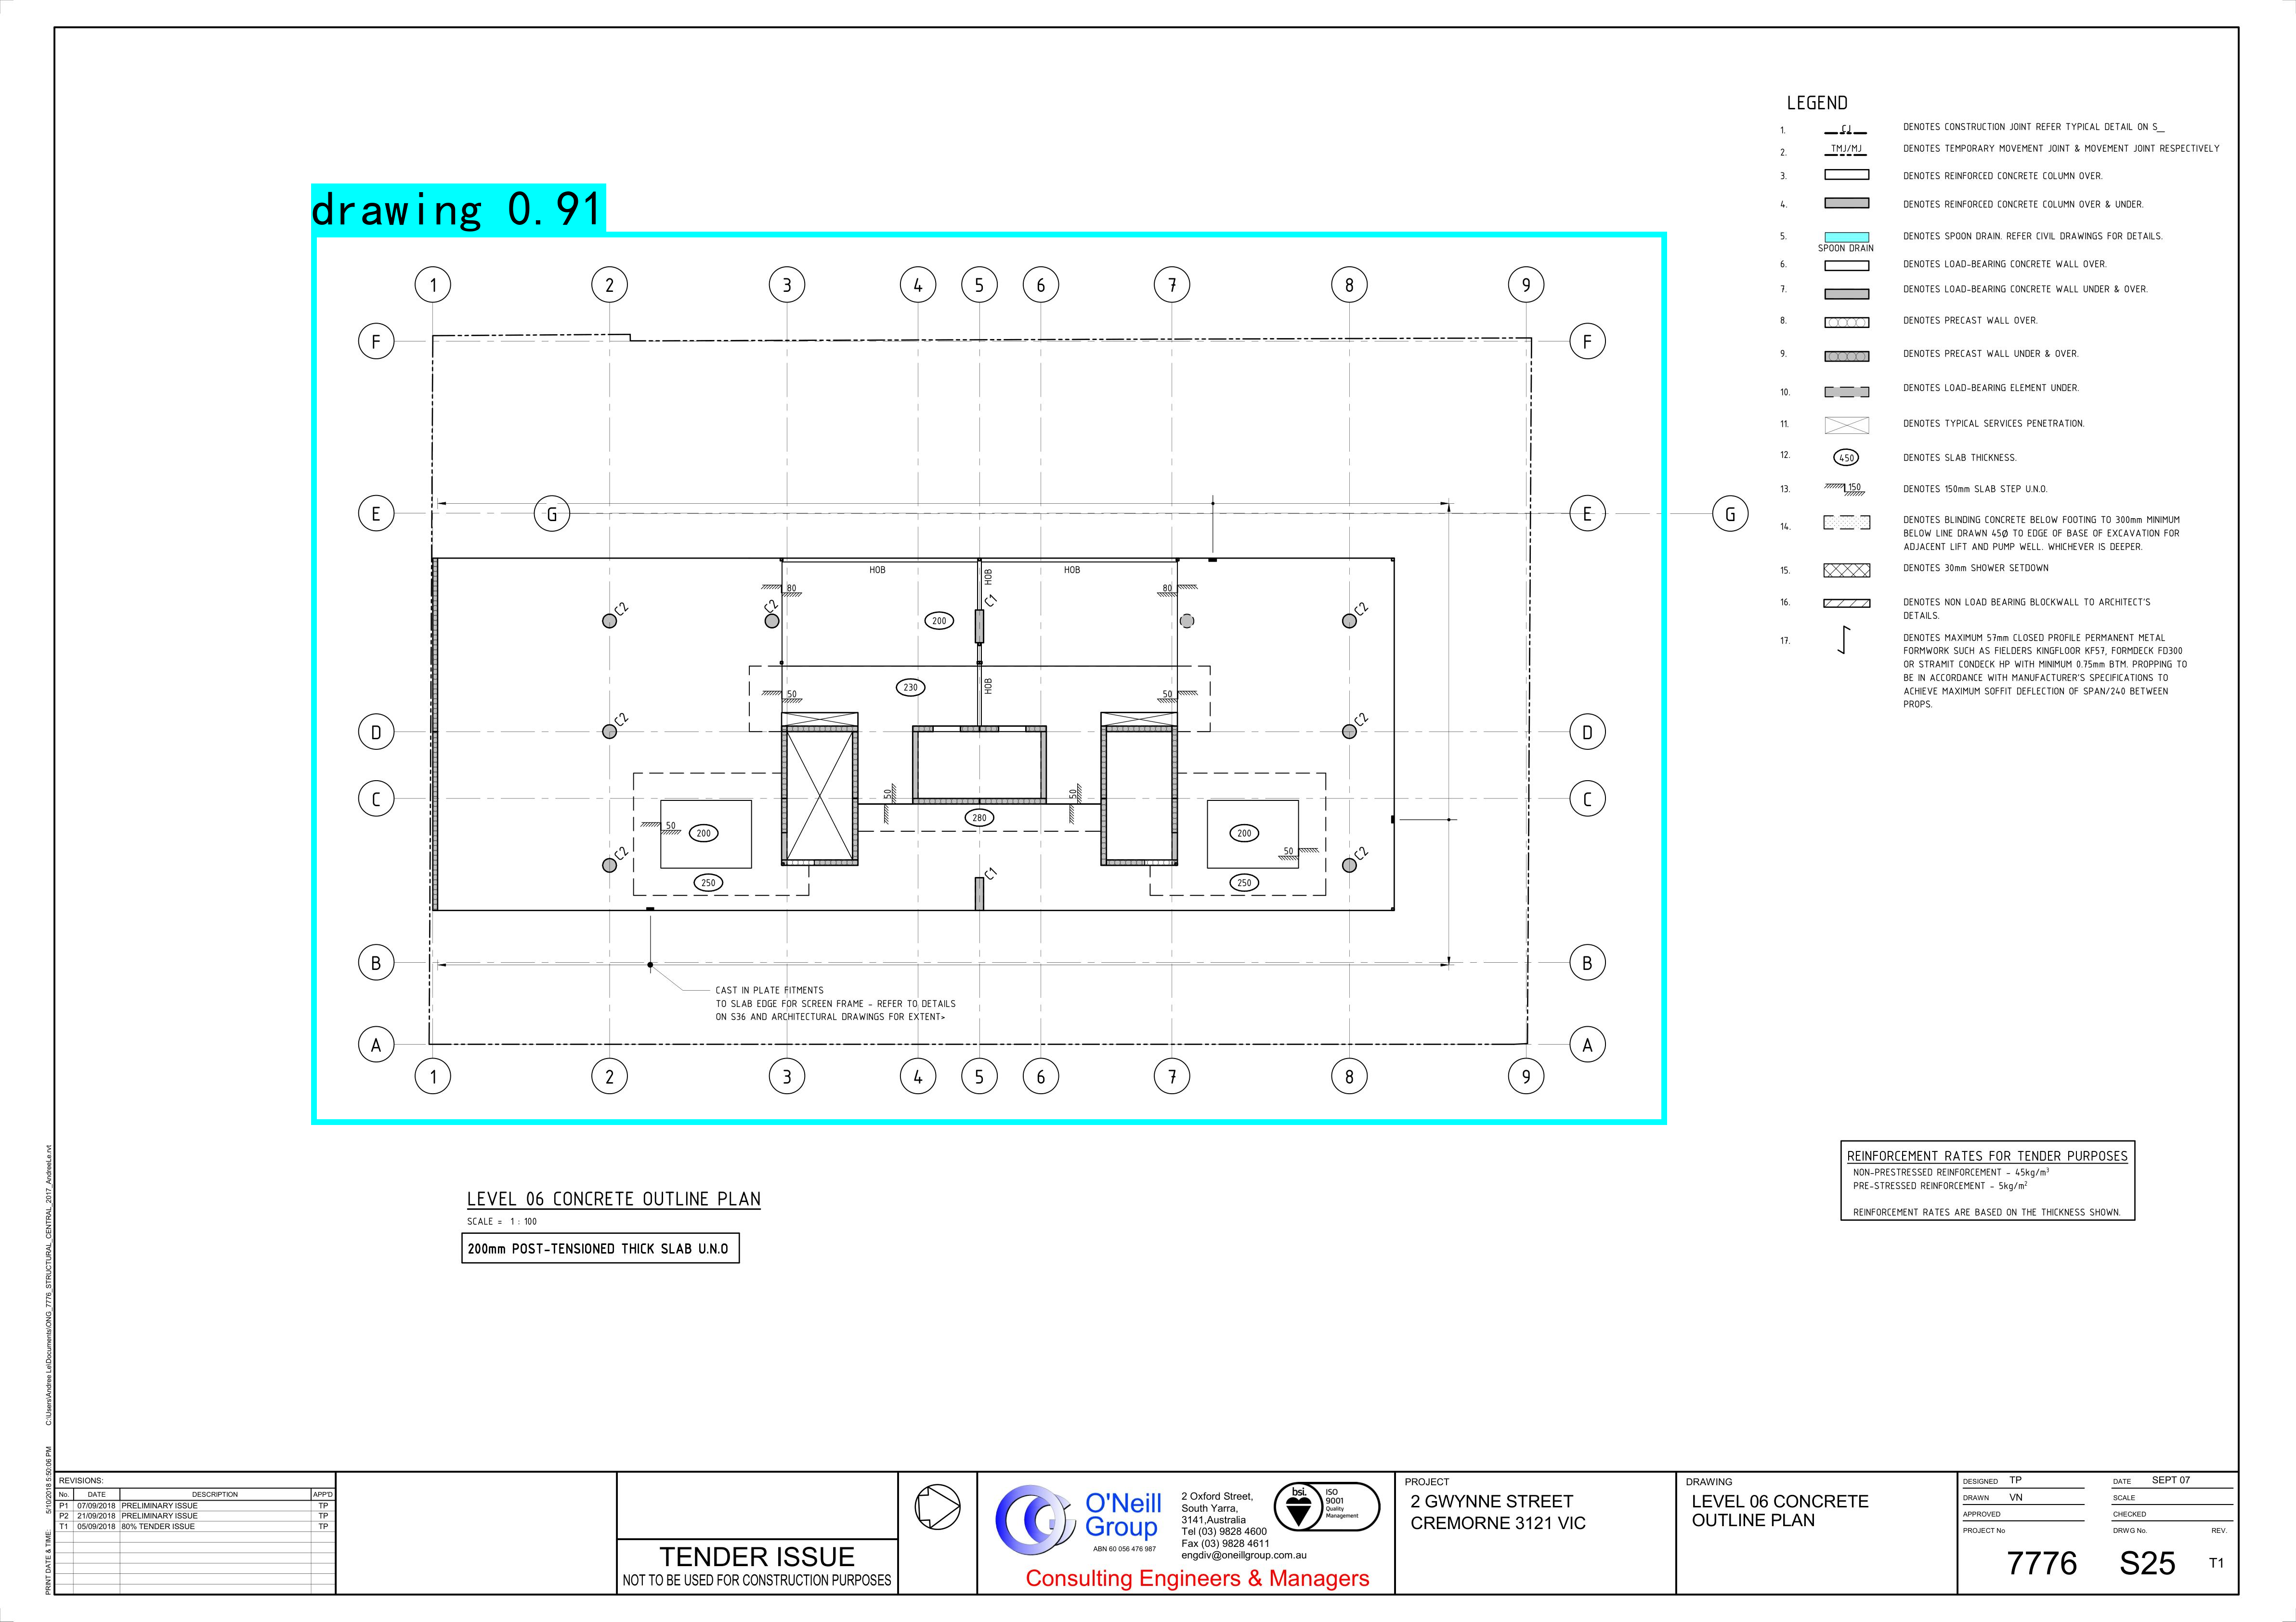 drawing 0.91
1 2 3 4 5 6 7 8 9
F F
E G E G
HOB HOB
HOB
80 80
C1
C2 C2 C2
200
230
HOB
50 50
C2 C2
D D
C C
50 50
280
50
200 200
50
C2 C2
C1
250 250
B B
CAST IN PLATE FITMENTS
TO SLAB EDGE FOR SCREEN FRAME - REFER TO DETAILS
ON S36 AND ARCHITECTURAL DRAWINGS FOR EXTENT>
A A
1 2 3 4 5 6 7 8 9
LEVEL 06 CONCRETE OUTLINE PLAN
SCALE = 1 : 100
200mm POST-TENSIONED THICK SLAB U.N.O
LEGEND
1. CJ DENOTES CONSTRUCTION JOINT REFER TYPICAL DETAIL ON S__
2. TMJ/MJ DENOTES TEMPORARY MOVEMENT JOINT & MOVEMENT JOINT RESPECTIVELY
3. DENOTES REINFORCED CONCRETE COLUMN OVER.
4. DENOTES REINFORCED CONCRETE COLUMN OVER & UNDER.
5. DENOTES SPOON DRAIN. REFER CIVIL DRAWINGS FOR DETAILS.
SPOON DRAIN
6. DENOTES LOAD-BEARING CONCRETE WALL OVER.
7. DENOTES LOAD-BEARING CONCRETE WALL UNDER & OVER.
8. DENOTES PRECAST WALL OVER.
9. DENOTES PRECAST WALL UNDER & OVER.
10. DENOTES LOAD-BEARING ELEMENT UNDER.
11. DENOTES TYPICAL SERVICES PENETRATION.
12. 450 DENOTES SLAB THICKNESS.
13. 150 DENOTES 150mm SLAB STEP U.N.O.
14. DENOTES BLINDING CONCRETE BELOW FOOTING TO 300mm MINIMUM
BELOW LINE DRAWN 45Ø TO EDGE OF BASE OF EXCAVATION FOR
ADJACENT LIFT AND PUMP WELL. WHICHEVER IS DEEPER.
15. DENOTES 30mm SHOWER SETDOWN
16. DENOTES NON LOAD BEARING BLOCKWALL TO ARCHITECT'S
DETAILS.
17. DENOTES MAXIMUM 57mm CLOSED PROFILE PERMANENT METAL
FORMWORK SUCH AS FIELDERS KINGFLOOR KF57, FORMDECK FD300
OR STRAMIT CONDECK HP WITH MINIMUM 0.75mm BTM. PROPPING TO
BE IN ACCORDANCE WITH MANUFACTURER'S SPECIFICATIONS TO
ACHIEVE MAXIMUM SOFFIT DEFLECTION OF SPAN/240 BETWEEN
PROPS.
REINFORCEMENT RATES FOR TENDER PURPOSES
NON-PRESTRESSED REINFORCEMENT - 45kg/m³
PRE-STRESSED REINFORCEMENT - 5kg/m²
REINFORCEMENT RATES ARE BASED ON THE THICKNESS SHOWN.
PRINT DATE & TIME: 5/10/2018 5:50:06 PM C:\Users\Andree Le\Documents\ONG_7776_STRUCTURAL_CENTRAL_2017_AndreeLe.rvt
REVISIONS:
No. DATE DESCRIPTION APP'D
P1 07/09/2018 PRELIMINARY ISSUE TP
P2 21/09/2018 PRELIMINARY ISSUE TP
T1 05/09/2018 80% TENDER ISSUE TP
TENDER ISSUE
NOT TO BE USED FOR CONSTRUCTION PURPOSES
O'Neill
Group
ABN 60 056 476 987
2 Oxford Street,
South Yarra,
3141,Australia
Tel (03) 9828 4600
Fax (03) 9828 4611
engdiv@oneillgroup.com.au
bsi. ISO
9001
Quality
Management
Consulting Engineers & Managers
PROJECT
2 GWYNNE STREET
CREMORNE 3121 VIC
DRAWING
LEVEL 06 CONCRETE
OUTLINE PLAN
DESIGNED TP DATE SEPT 07
DRAWN VN SCALE
APPROVED CHECKED
PROJECT No DRWG No. REV.
7776 S25 T1